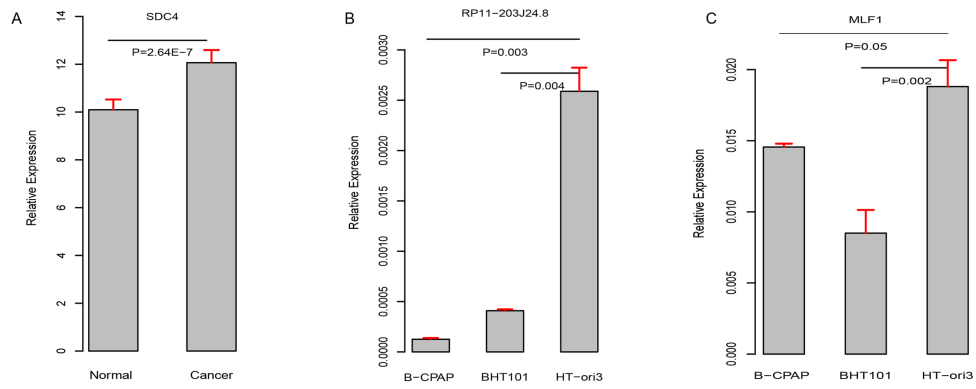 A
SDC4
P=2.64E−7
Relative Expression
14
12
10
8
6
4
2
0
Normal Cancer
B
RP11−203J24.8
P=0.003
P=0.004
Relative Expression
0.0030
0.0025
0.0020
0.0015
0.0010
0.0005
0.0000
B−CPAP BHT101 HT−ori3
C
MLF1
P=0.05
P=0.002
Relative Expression
0.020
0.015
0.010
0.005
0.000
B−CPAP BHT101 HT−ori3